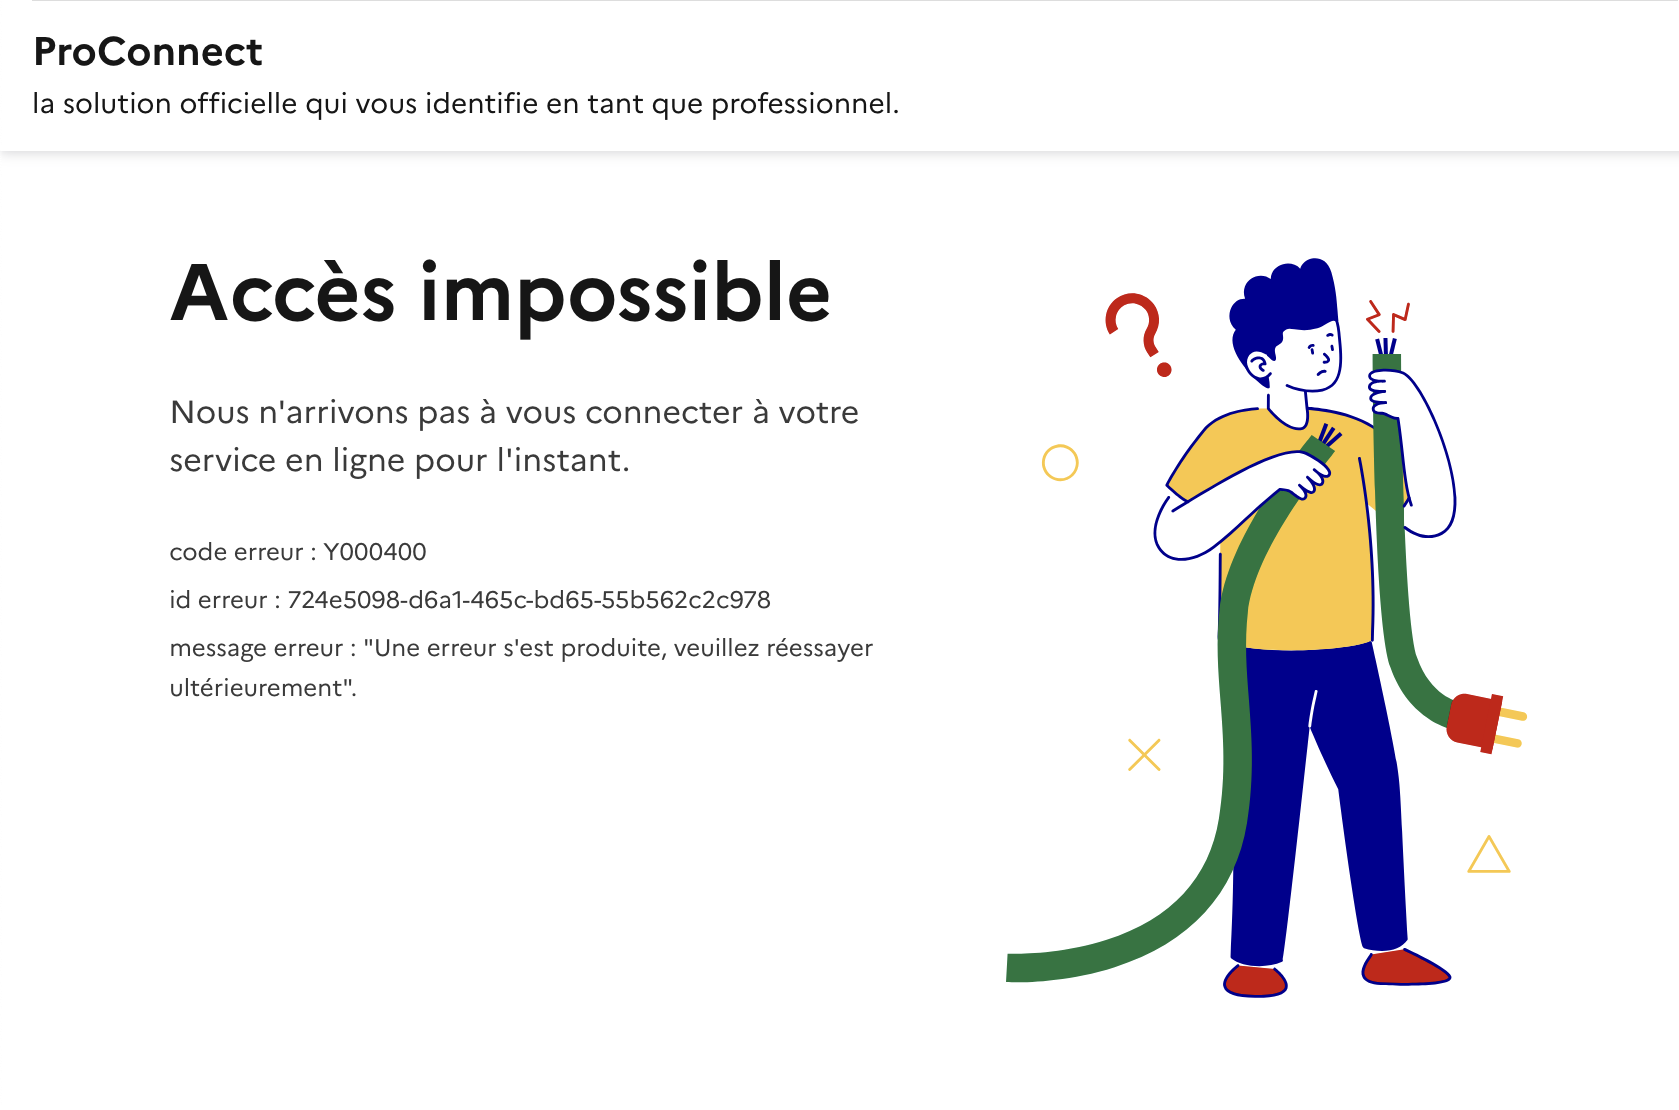 ProConnect
la solution officielle qui vous identifie en tant que professionnel.
Accès impossible
Nous n'arrivons pas à vous connecter à votre
service en ligne pour l'instant.
code erreur : Y000400
id erreur : 724e5098-d6a1-465c-bd65-55b562c2c978
message erreur : "Une erreur s'est produite, veuillez réessayer
ultérieurement".
?